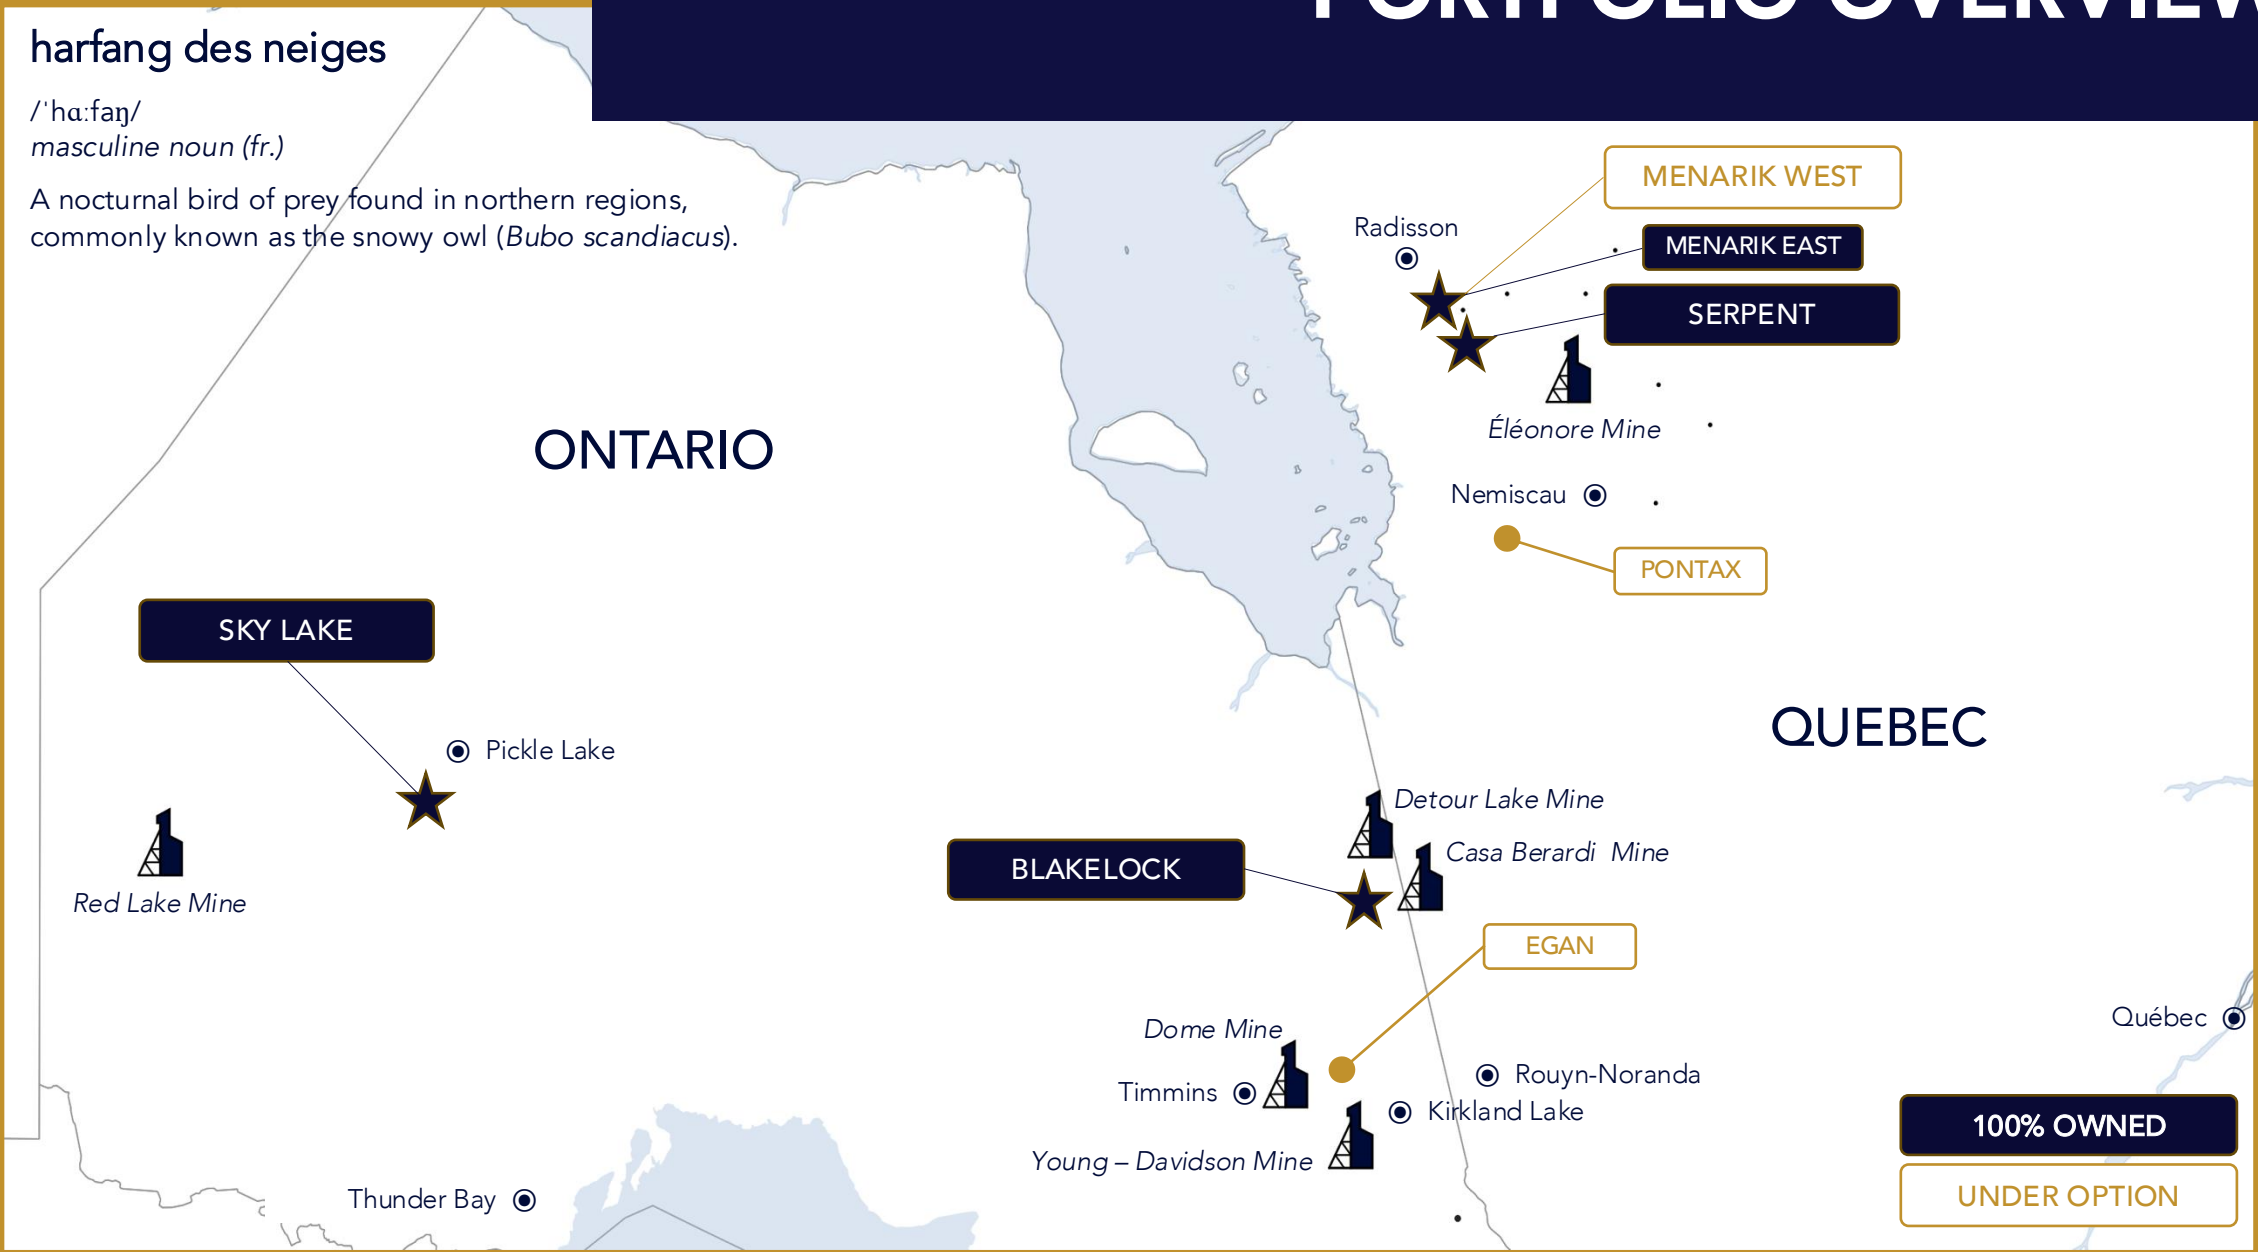 PORTFOLIO OVERVIEW
harfang des neiges
/ˈhɑːfaŋ/
masculine noun (fr.)
A nocturnal bird of prey found in northern regions,
commonly known as the snowy owl (Bubo scandiacus).
MENARIK WEST
Radisson
MENARIK EAST
SERPENT
Éléonore Mine
ONTARIO
Nemiscau
PONTAX
SKY LAKE
QUEBEC
Pickle Lake
Detour Lake Mine
Casa Berardi Mine
BLAKELOCK
Red Lake Mine
EGAN
Québec
Dome Mine
Rouyn-Noranda
Timmins
Kirkland Lake
100% OWNED
Young – Davidson Mine
UNDER OPTION
Thunder Bay